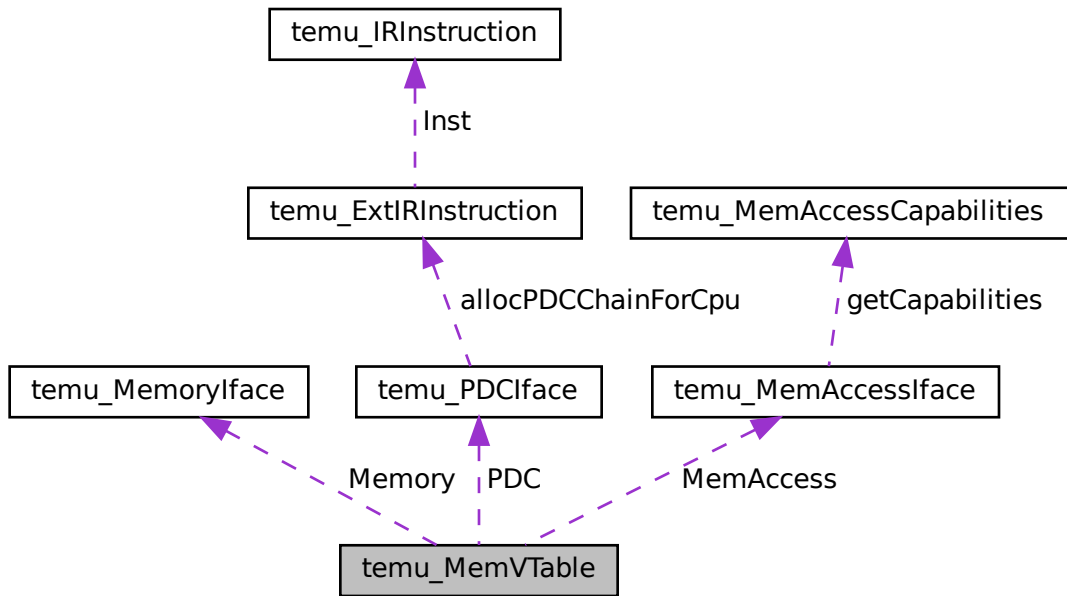 temu_IRInstruction
Inst
temu_ExtIRInstruction
temu_MemAccessCapabilities
allocPDCChainForCpu
getCapabilities
temu_MemoryIface
temu_PDCIface
temu_MemAccessIface
Memory
PDC
MemAccess
temu_MemVTable